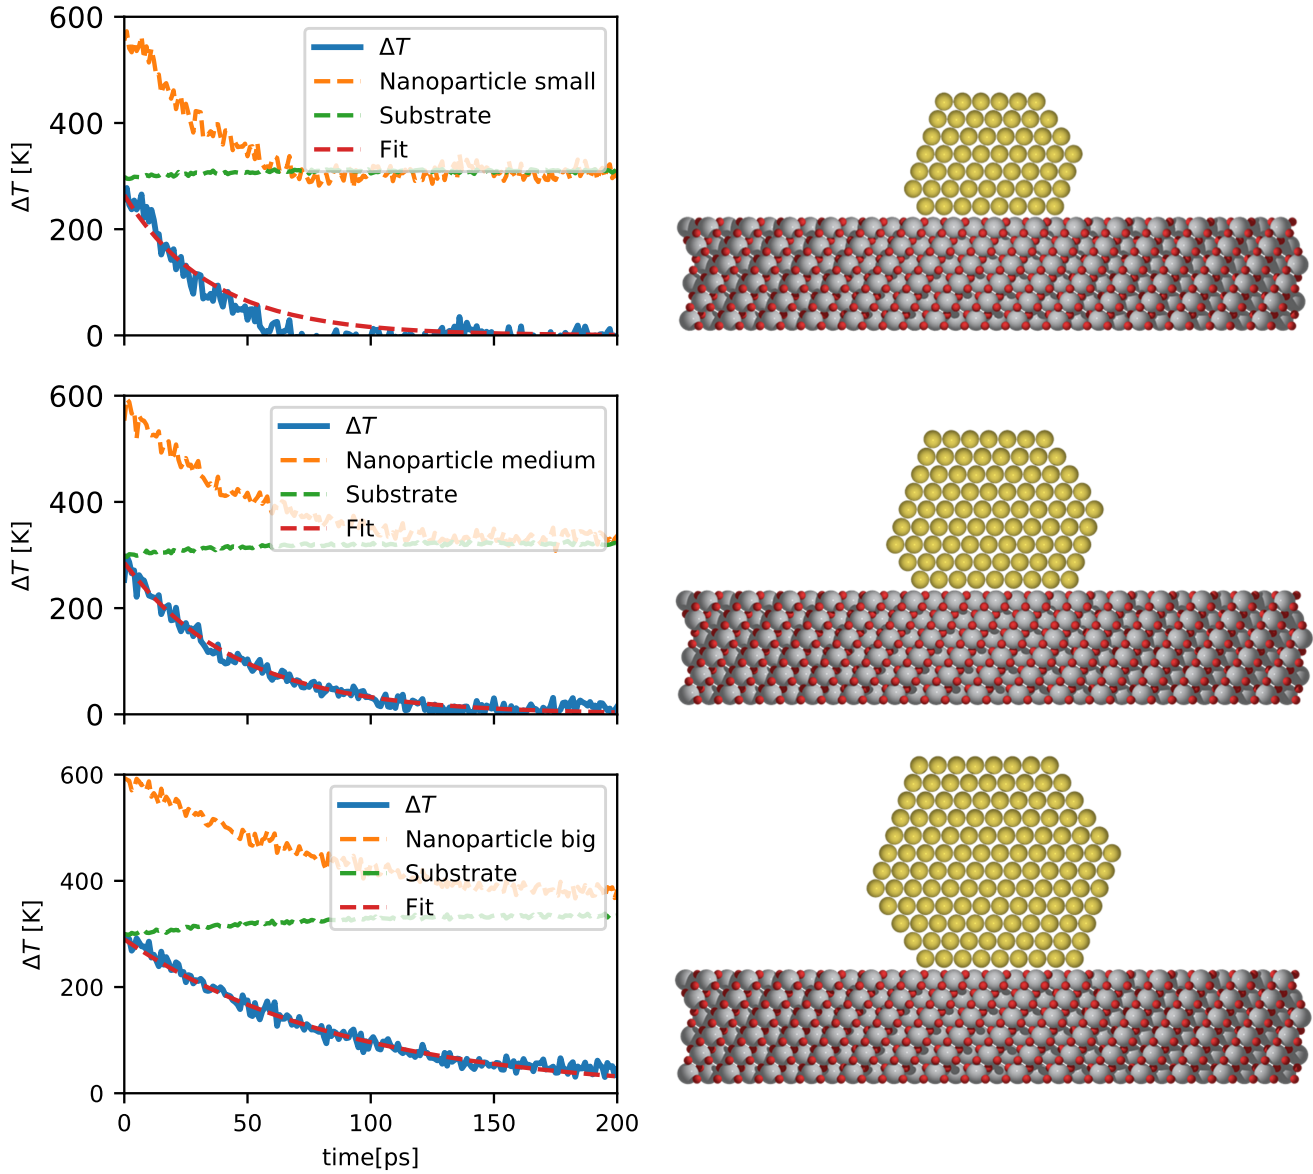 600
400
200
0
ΔT [K]
ΔT
Nanoparticle small
Substrate
Fit
600
400
200
0
ΔT [K]
ΔT
Nanoparticle medium
Substrate
Fit
600
400
200
0
ΔT [K]
ΔT
Nanoparticle big
Substrate
Fit
0 50 100 150 200
time[ps]